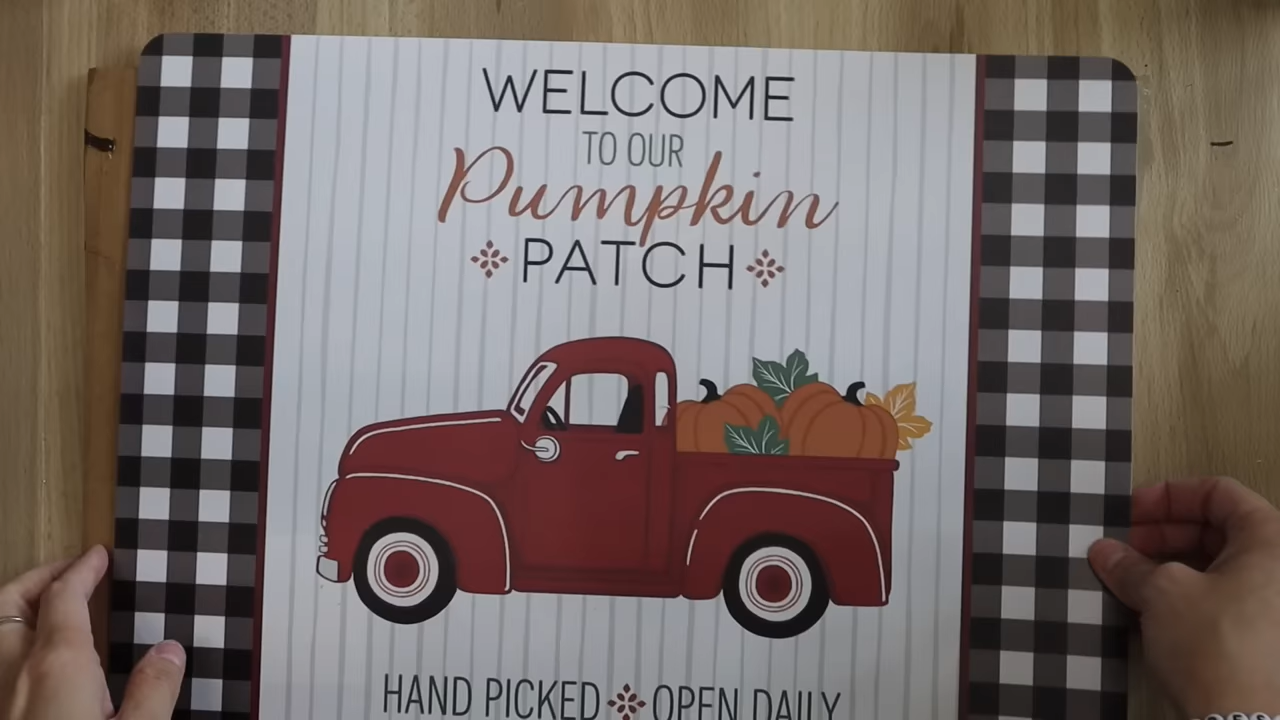 WELCOME
TO OUR
Pumpkin
PATCH
HAND PICKED OPEN DAILY